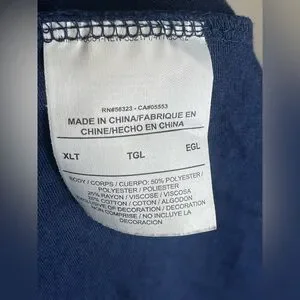 RN#56323 - CA#05553
MADE IN CHINA/FABRIQUE EN
CHINE/HECHO EN CHINA
XLT TGL EGL
BODY / CORPS / CUERPO: 50% POLYESTER /
POLYESTER / POLIESTER
25% RAYON / VISCOSE / VISCOSA
25% COTTON / COTON / ALGODON
EXCLUSIVE OF DECORATION / DECORATION
NON COMPRISE / NO INCLUYE LA
DECORACIÓN